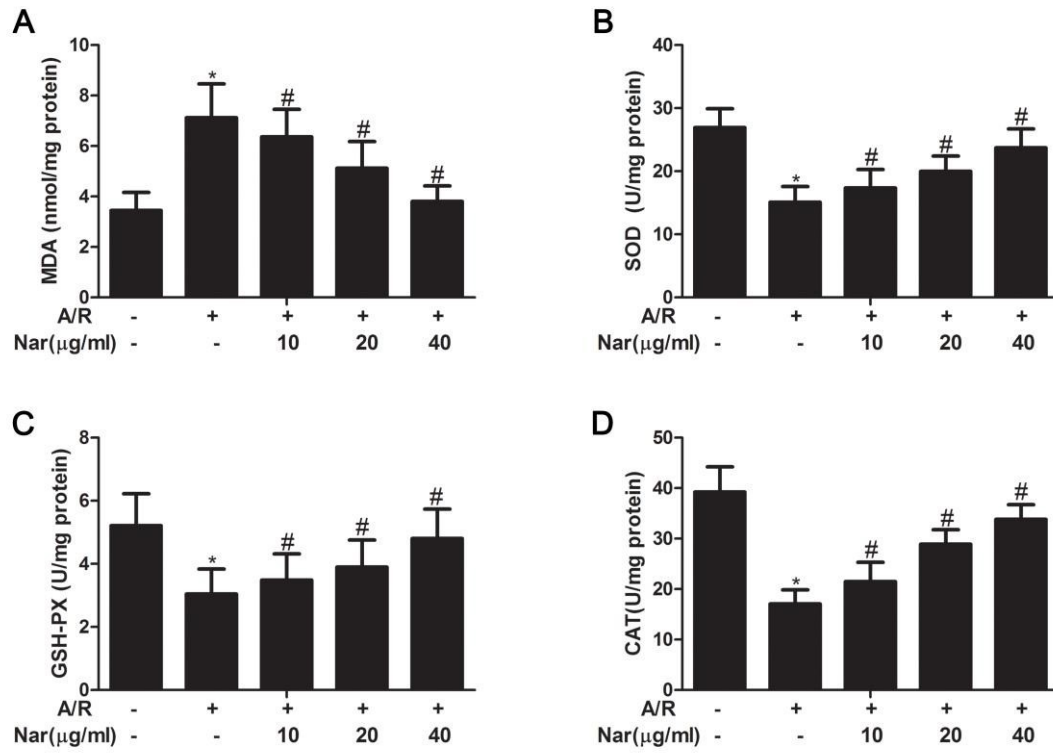 A
MDA (nmol/mg protein)
10
8
6
4
2
0
*
#
#
#
A/R - + + + +
Nar(μg/ml) - - 10 20 40
B
SOD (U/mg protein)
40
30
20
10
0
*
#
#
#
A/R - + + + +
Nar(μg/ml) - - 10 20 40
C
GSH-PX (U/mg protein)
8
6
4
2
0
*
#
#
#
A/R - + + + +
Nar(μg/ml) - - 10 20 40
D
CAT(U/mg protein)
50
40
30
20
10
0
*
#
#
#
A/R - + + + +
Nar(μg/ml) - - 10 20 40